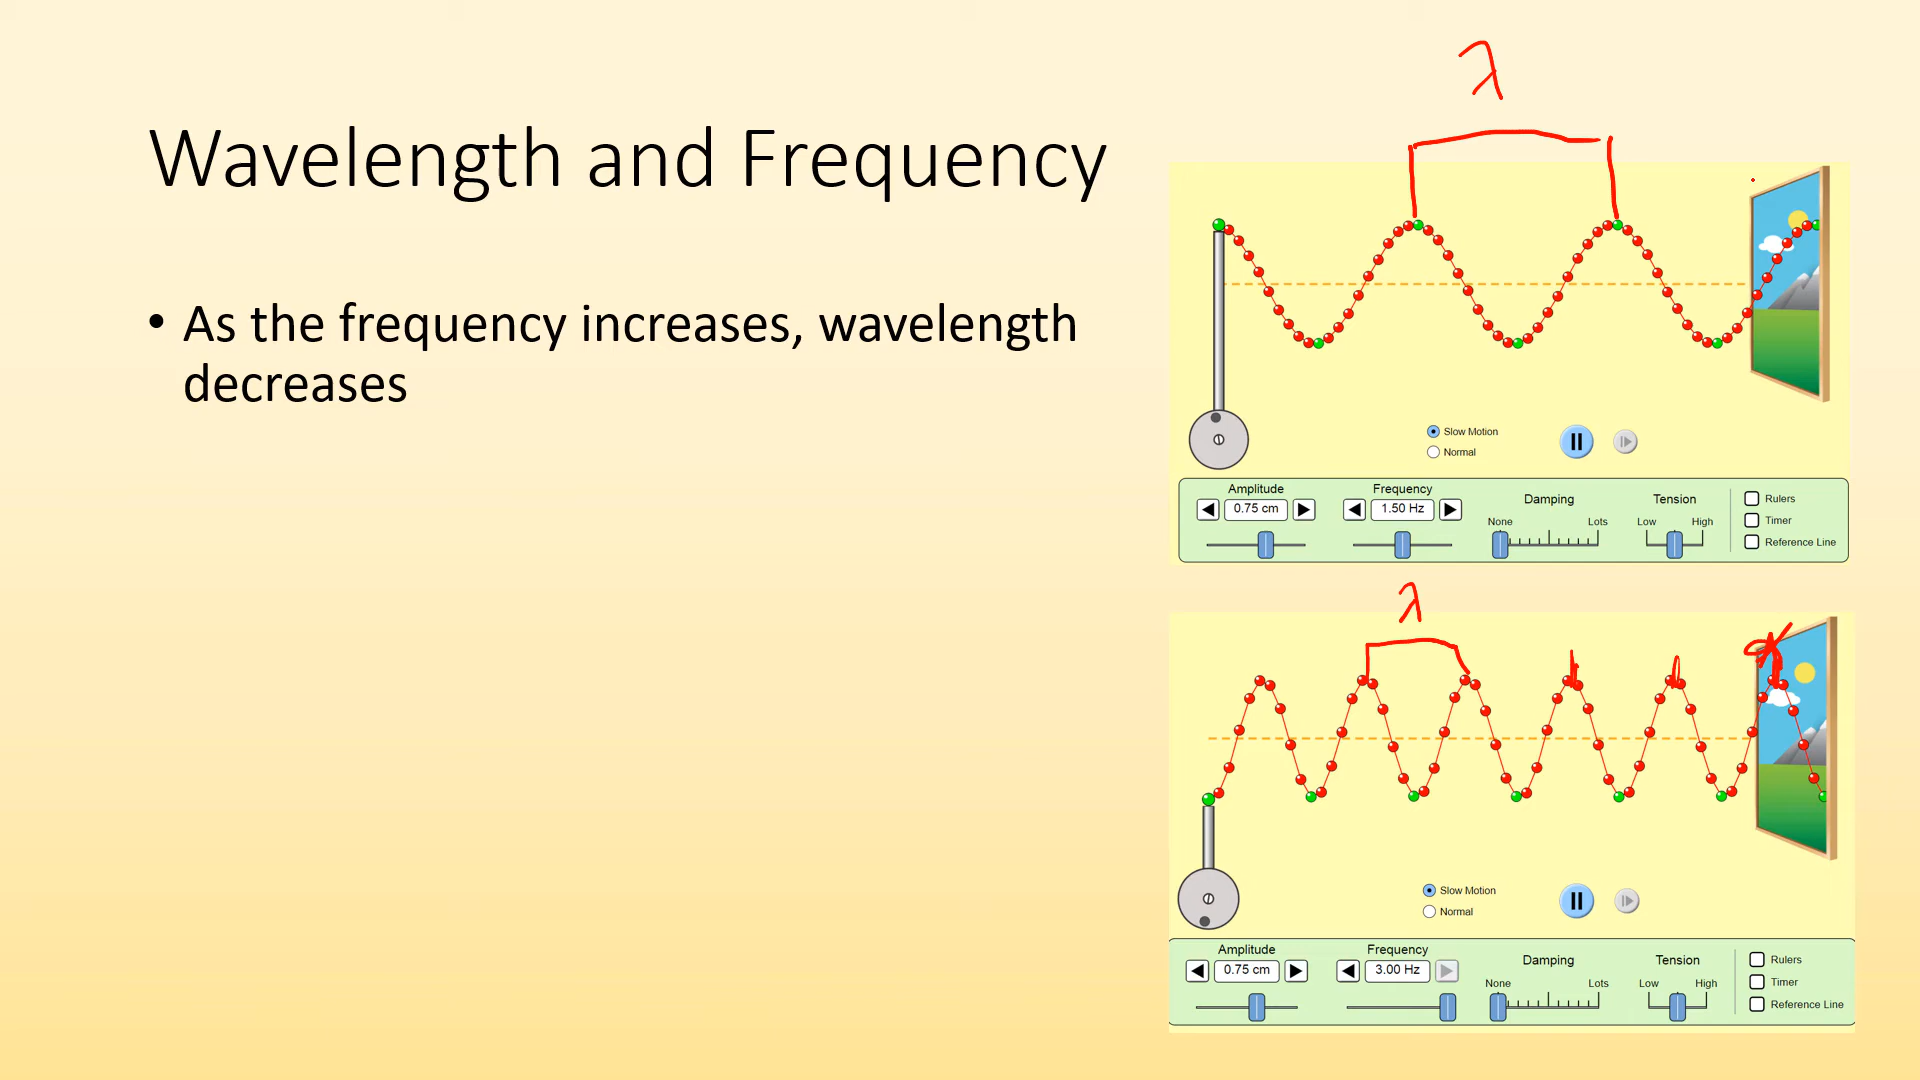 Wavelength and Frequency
• As the frequency increases, wavelength
decreases
λ
Slow Motion
Normal
Amplitude
0.75 cm
Frequency
1.50 Hz
Damping
None
Lots
Tension
Low
High
Rulers
Timer
Reference Line
λ
Slow Motion
Normal
Amplitude
0.75 cm
Frequency
3.00 Hz
Damping
None
Lots
Tension
Low
High
Rulers
Timer
Reference Line